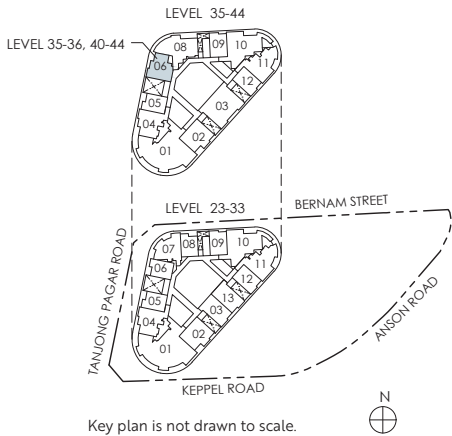 LEVEL 35-44
LEVEL 35-36, 40-44
08
09
10
11
06
12
05
03
04
02
01
LEVEL 23-33
BERNAM STREET
TANJONG PAGAR ROAD
07
08
09
10
11
06
12
05
13
03
04
02
01
ANSON ROAD
KEPPEL ROAD
N
Key plan is not drawn to scale.